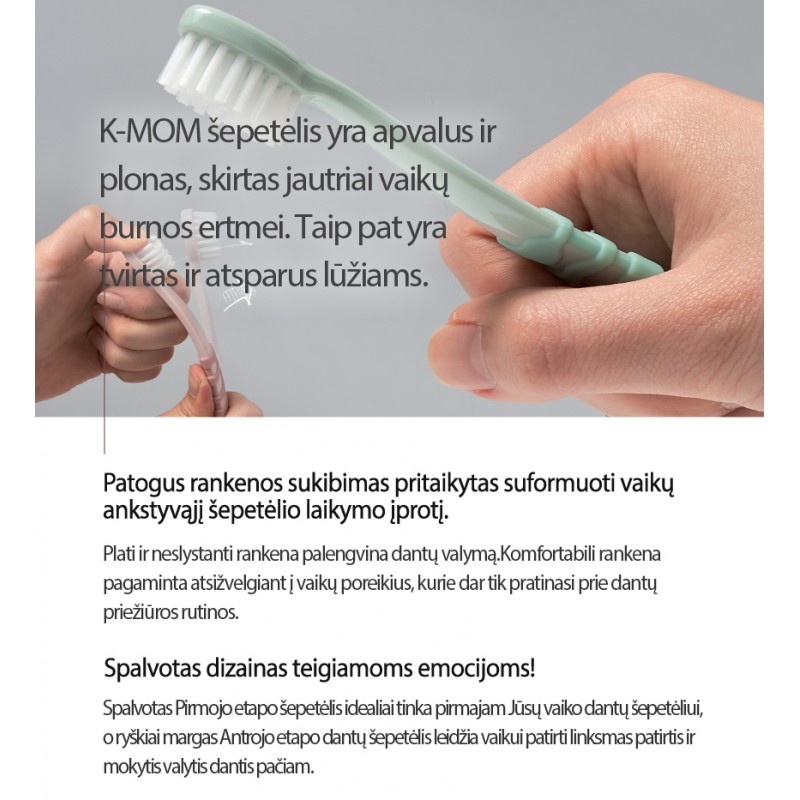 K-MOM šepetėlis yra apvalus ir
plonas, skirtas jautriai vaikų
burnos ertmei. Taip pat yra
tvirtas ir atsparus lūžiams.
Patogus rankenos sukibimas pritaikytas suformuoti vaikų
ankstyvąjį šepetėlio laikymo įprotį.
Plati ir neslystanti rankena palengvina dantų valymą.Komfortabili rankena
pagaminta atsižvelgiant į vaikų poreikius, kurie dar tik pratinasi prie dantų
priežiūros rutinos.
Spalvotas dizainas teigiamoms emocijoms!
Spalvotas Pirmojo etapo šepetėlis idealiai tinka pirmajam Jūsų vaiko dantų šepetėliui,
o ryškiai margas Antrojo etapo dantų šepetėlis leidžia vaikui patirti linksmas patirtis ir
mokytis valytis dantis pačiam.